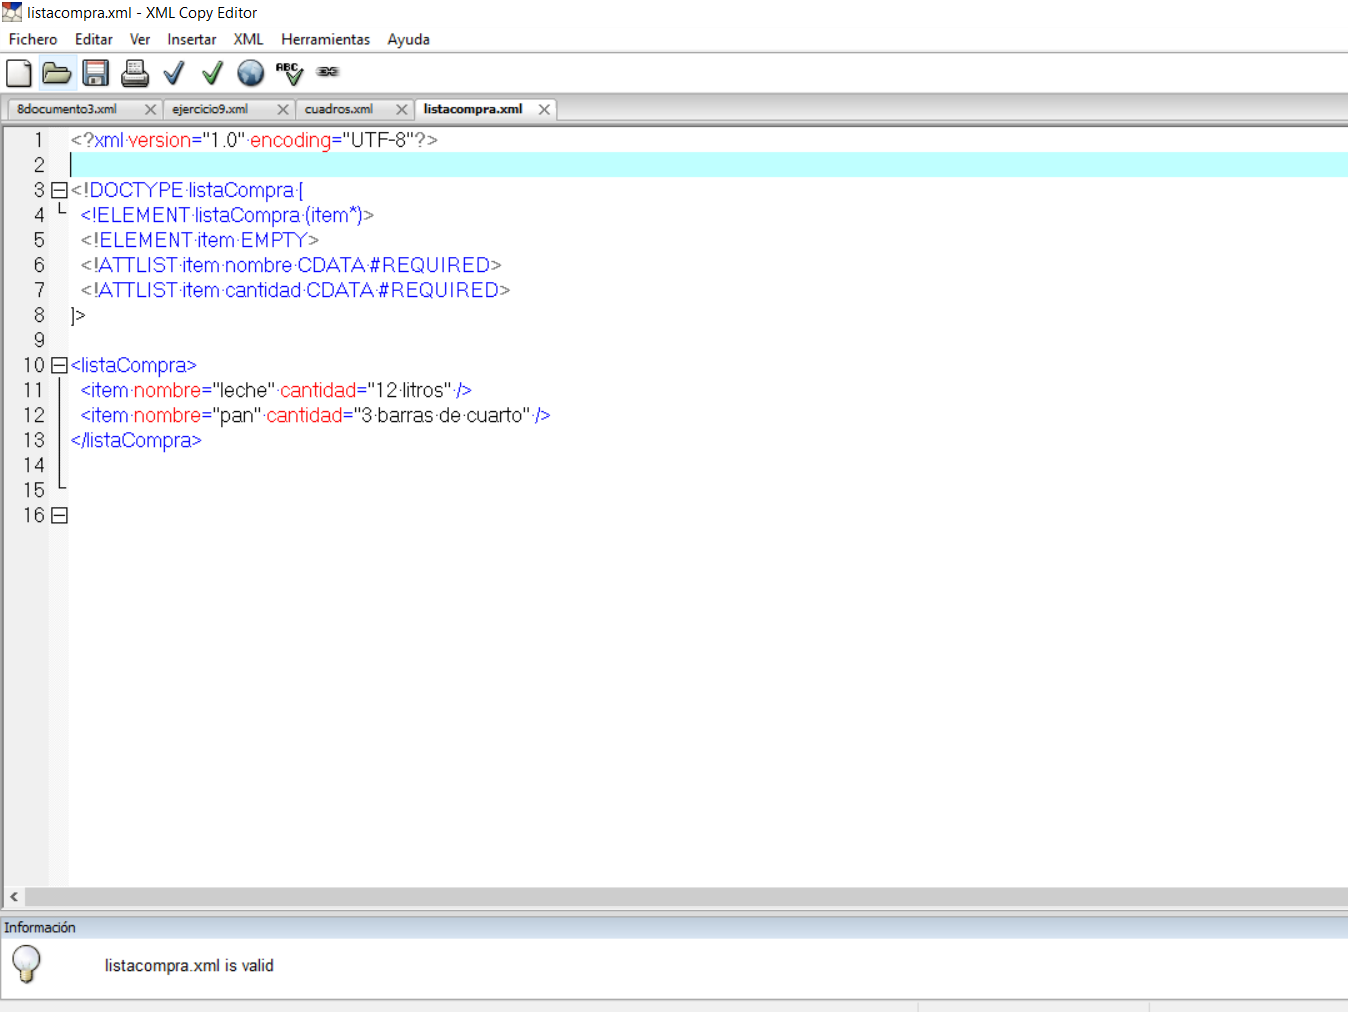 listacompra.xml - XML Copy Editor
Fichero Editar Ver Insertar XML Herramientas Ayuda
ABC
8documento3.xml ejercicio9.xml cuadros.xml listacompra.xml
1 <?xml version="1.0" encoding="UTF-8"?>
2
3 <!DOCTYPE listaCompra [
4 <!ELEMENT listaCompra (item*)>
5 <!ELEMENT item EMPTY>
6 <!ATTLIST item nombre CDATA #REQUIRED>
7 <!ATTLIST item cantidad CDATA #REQUIRED>
8 ]>
9
10 <listaCompra>
11 <item nombre="leche" cantidad="12 litros" />
12 <item nombre="pan" cantidad="3 barras de cuarto" />
13 </listaCompra>
14
15
16
Información
listacompra.xml is valid